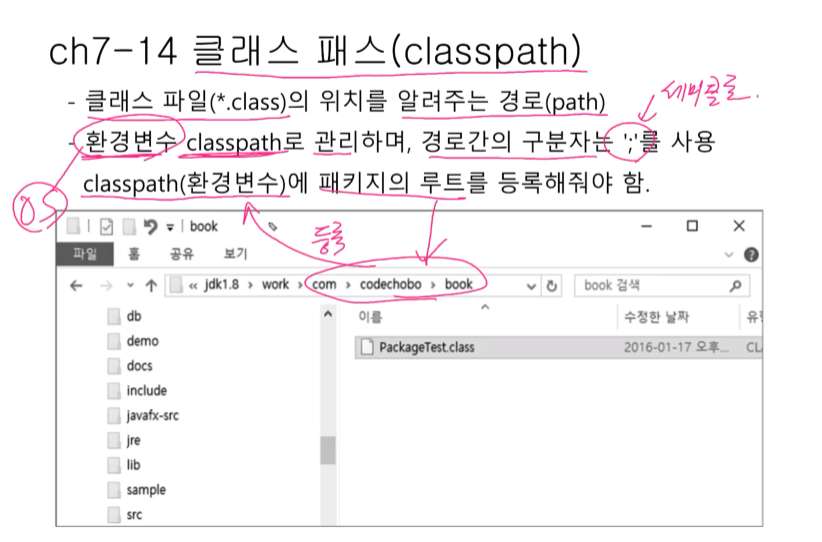 ch7-14 클래스 패스(classpath)
세미콜론.
- 클래스 파일(*.class)의 위치를 알려주는 경로(path)
- 환경변수 classpath로 관리하며, 경로간의 구분자는 ';'를 사용
classpath(환경변수)에 패키지의 루트를 등록해줘야 함.
OS
등록
book
파일 홈 공유 보기
« jdk1.8 › work › com › codechobo › book book 검색
이름 수정한 날짜
db
PackageTest.class 2016-01-17 오후...
demo
docs
include
javafx-src
jre
lib
sample
src